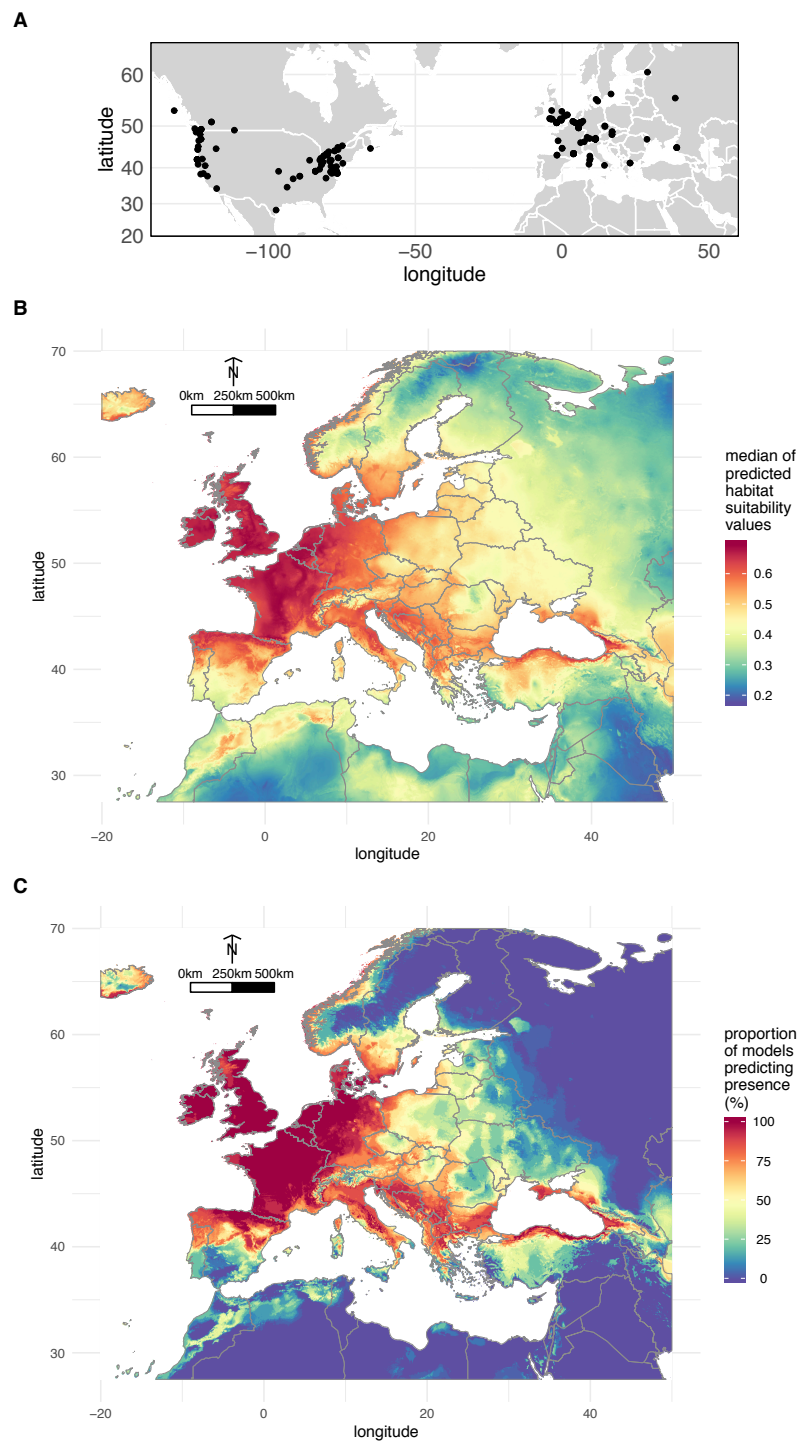 A
latitude
60
50
40
30
20
−100
−50
0
50
longitude
B
70
60
50
40
30
latitude
N
0km 250km 500km
−20
0
20
40
longitude
median of
predicted
habitat
suitability
values
0.6
0.5
0.4
0.3
0.2
C
70
60
50
40
30
latitude
N
0km 250km 500km
−20
0
20
40
longitude
proportion
of models
predicting
presence
(%)
100
75
50
25
0